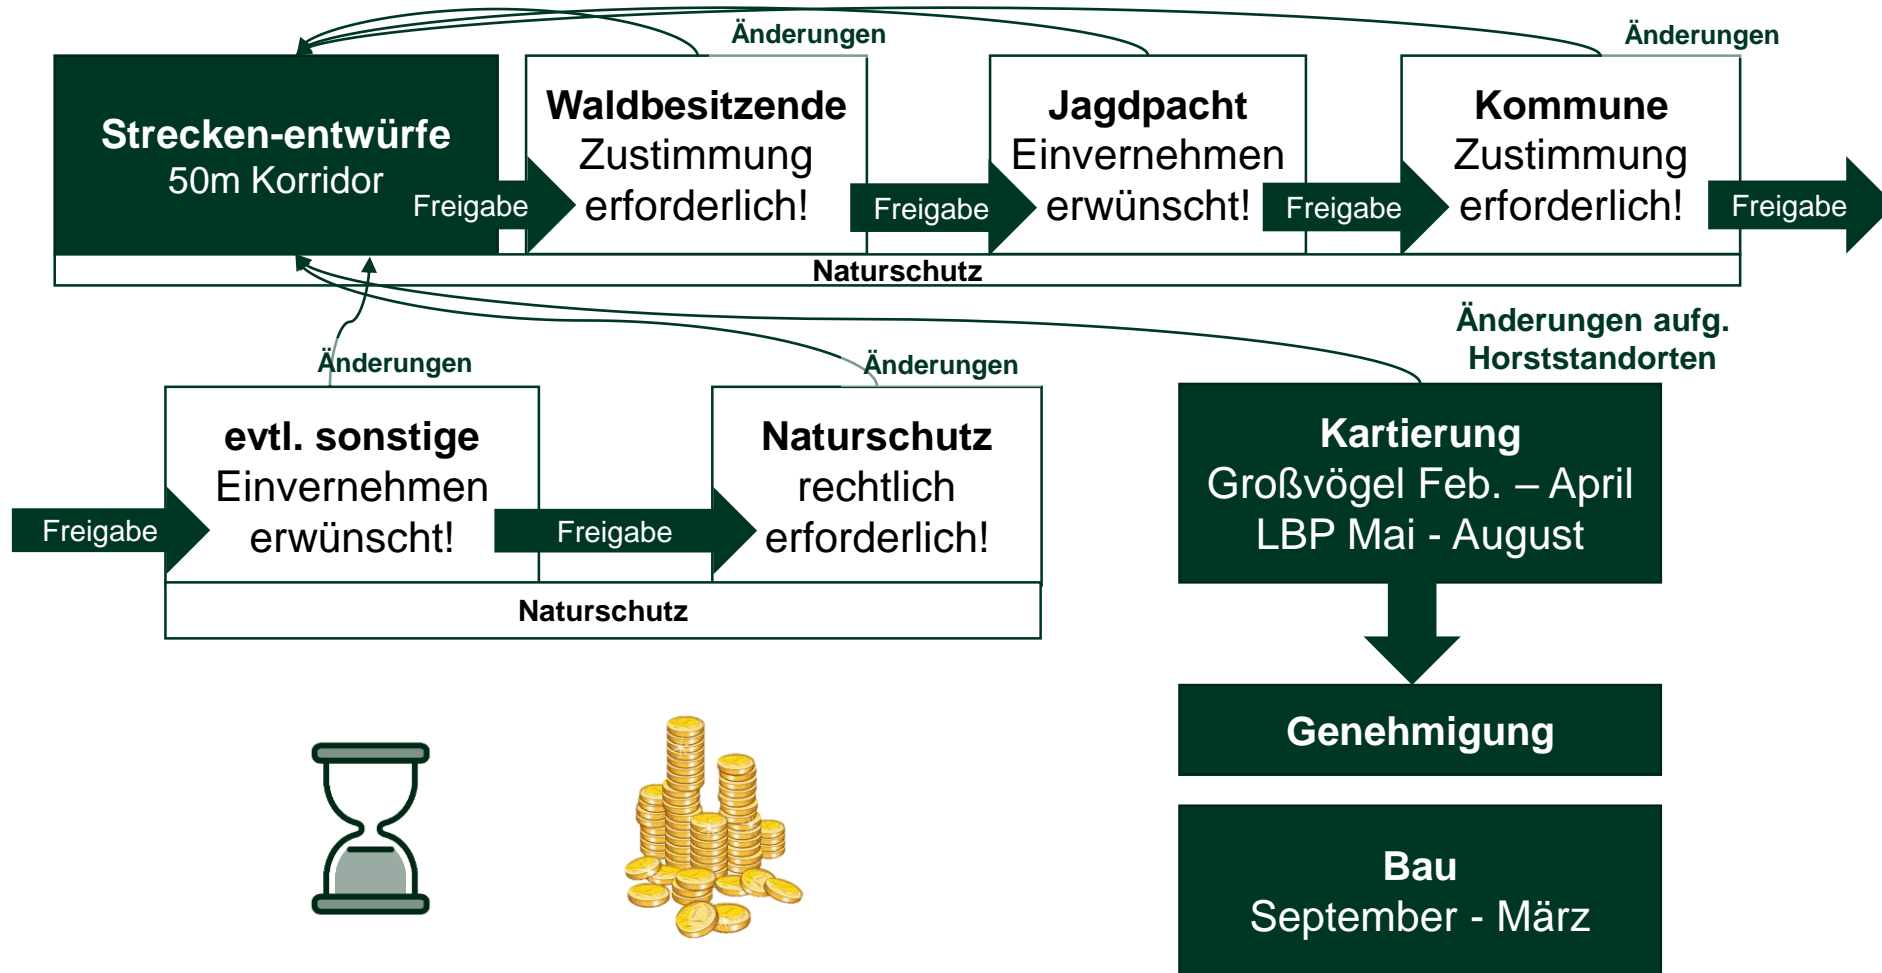 Änderungen
Änderungen
Strecken-entwürfe
50m Korridor
Freigabe
Waldbesitzende
Zustimmung
erforderlich!
Freigabe
Jagdpacht
Einvernehmen
erwünscht!
Freigabe
Kommune
Zustimmung
erforderlich!
Freigabe
Naturschutz
Änderungen
Änderungen
Änderungen aufg.
Horststandorten
Freigabe
evtl. sonstige
Einvernehmen
erwünscht!
Freigabe
Naturschutz
rechtlich
erforderlich!
Naturschutz
Kartierung
Großvögel Feb. – April
LBP Mai - August
Genehmigung
Bau
September - März